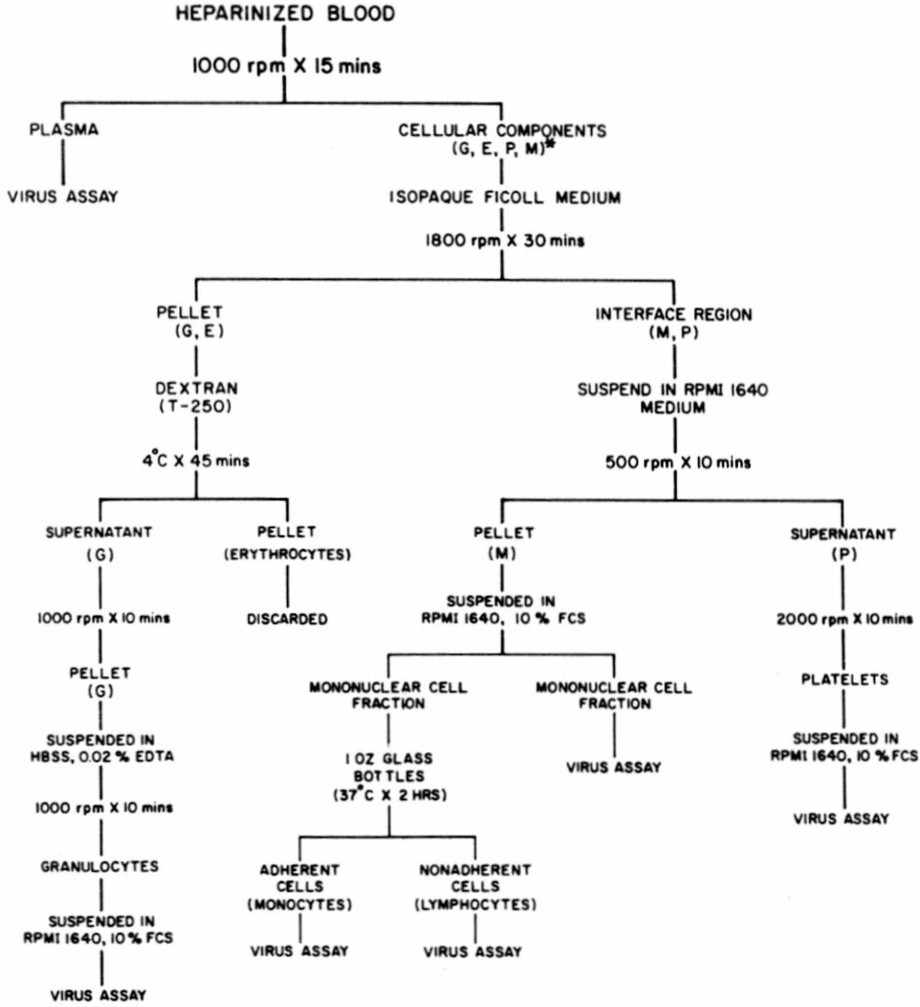 HEPARINIZED BLOOD
1000 rpm X 15 mins
PLASMA
VIRUS ASSAY
CELLULAR COMPONENTS
(G, E, P, M)*
ISOPAQUE FICOLL MEDIUM
1800 rpm X 30 mins
PELLET
(G, E)
DEXTRAN
(T-250)
4°C X 45 mins
SUPERNATANT
(G)
1000 rpm X 10 mins
PELLET
(G)
SUSPENDED IN
HBSS, 0.02 % EDTA
1000 rpm X 10 mins
GRANULOCYTES
SUSPENDED IN
RPMI 1640, 10 % FCS
VIRUS ASSAY
PELLET
(ERYTHROCYTES)
DISCARDED
INTERFACE REGION
(M, P)
SUSPEND IN RPMI 1640
MEDIUM
500 rpm X 10 mins
PELLET
(M)
SUSPENDED IN
RPMI 1640, 10 % FCS
MONONUCLEAR CELL
FRACTION
1 OZ GLASS
BOTTLES
(37°C X 2 HRS)
ADHERENT
CELLS
(MONOCYTES)
VIRUS ASSAY
NONADHERENT
CELLS
(LYMPHOCYTES)
VIRUS ASSAY
MONONUCLEAR CELL
FRACTION
VIRUS ASSAY
SUPERNATANT
(P)
2000 rpm X 10 mins
PLATELETS
SUSPENDED IN
RPMI 1640, 10 % FCS
VIRUS ASSAY